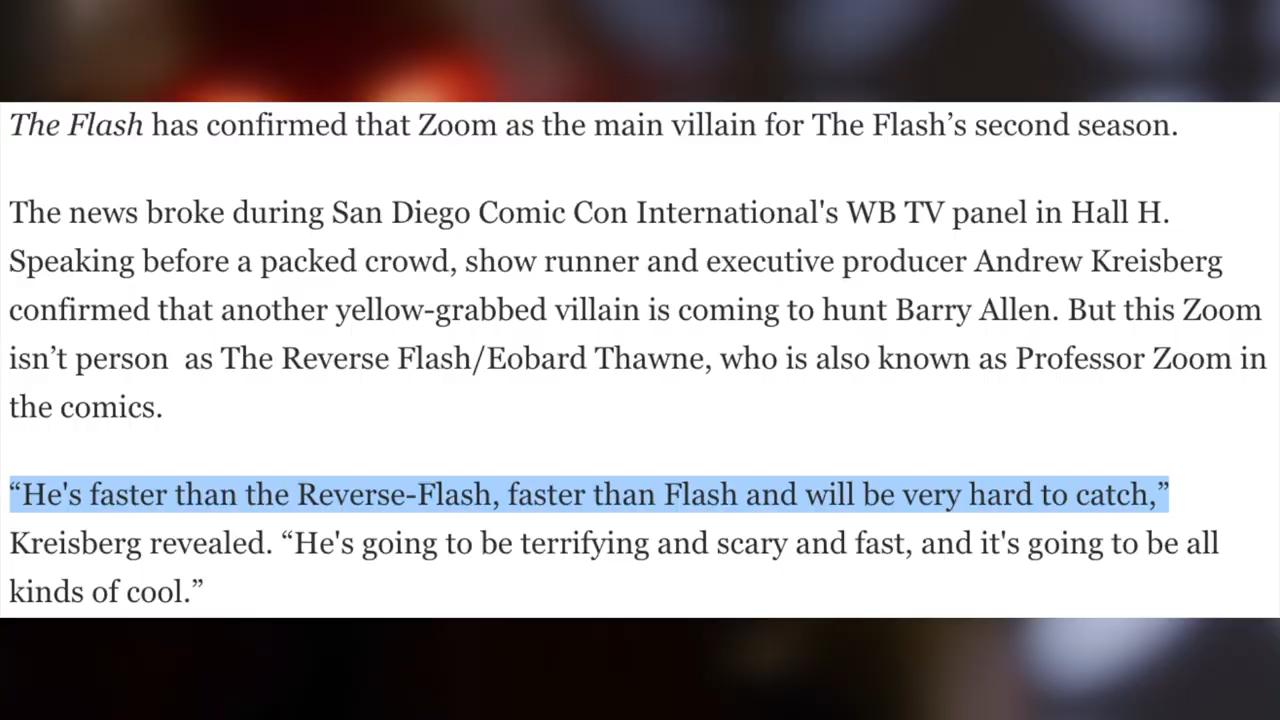 The Flash has confirmed that Zoom as the main villain for The Flash’s second season.
The news broke during San Diego Comic Con International's WB TV panel in Hall H.
Speaking before a packed crowd, show runner and executive producer Andrew Kreisberg
confirmed that another yellow-grabbed villain is coming to hunt Barry Allen. But this Zoom
isn’t person  as The Reverse Flash/Eobard Thawne, who is also known as Professor Zoom in
the comics.
“He's faster than the Reverse-Flash, faster than Flash and will be very hard to catch,”
Kreisberg revealed. “He's going to be terrifying and scary and fast, and it's going to be all
kinds of cool.”